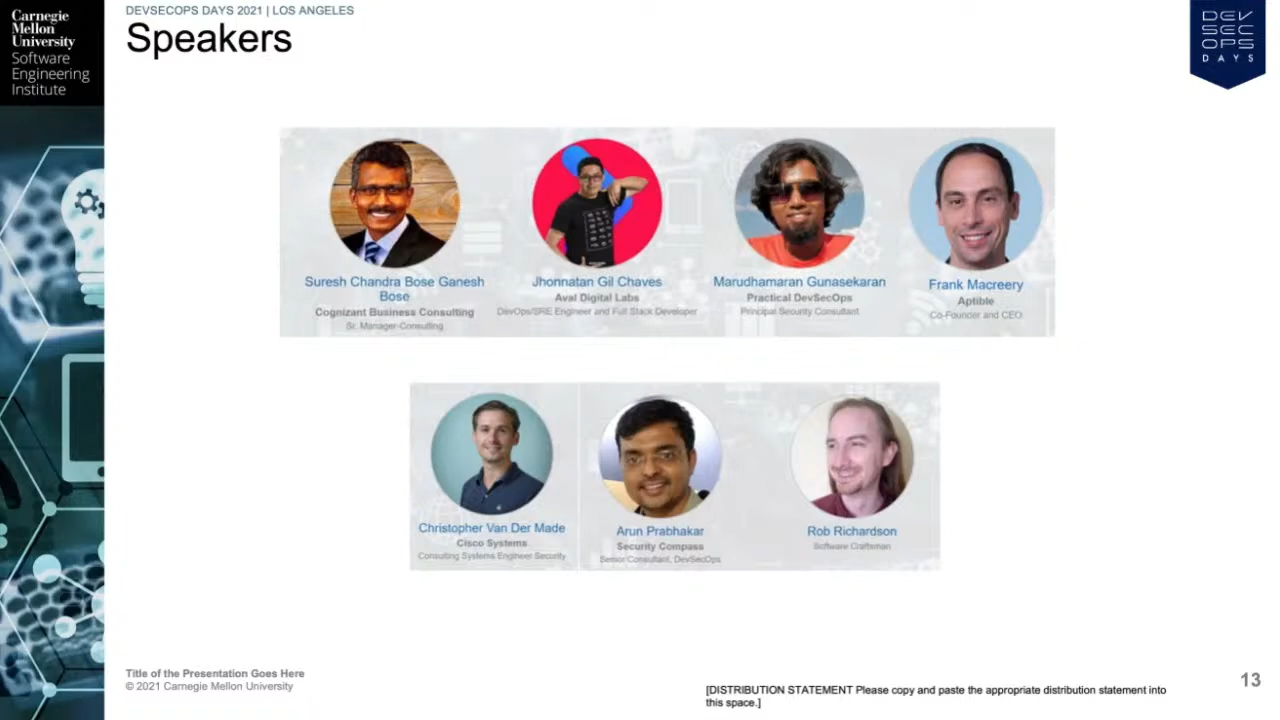 Carnegie
Mellon
University
Software
Engineering
Institute
DEVSECOPS DAYS 2021 | LOS ANGELES
Speakers
DEV
SEC
OPS
DAYS
Suresh Chandra Bose Ganesh
Bose
Cognizant Business Consulting
Sr. Manager-Consulting
Jhonnatan Gil Chaves
Aval Digital Labs
DevOps/SRE Engineer and Full Stack Developer
Marudhamaran Gunasekaran
Practical DevSecOps
Principal Security Consultant
Frank Macreery
Aptible
Co-Founder and CEO
Christopher Van Der Made
Cisco Systems
Consulting Systems Engineer Security
Arun Prabhakar
Security Compass
Senior Consultant, DevSecOps
Rob Richardson
Software Craftsman
Title of the Presentation Goes Here
© 2021 Carnegie Mellon University
[DISTRIBUTION STATEMENT Please copy and paste the appropriate distribution statement into
this space.]
13